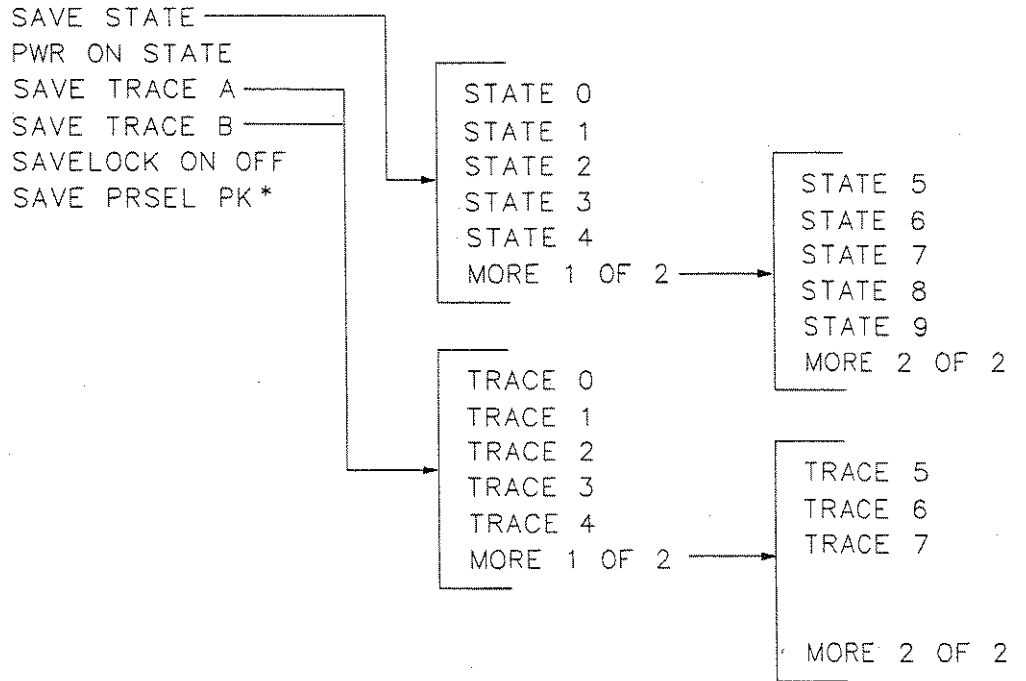 SAVE STATE
PWR ON STATE
SAVE TRACE A
SAVE TRACE B
SAVELOCK ON OFF
SAVE PRSEL PK*
STATE 0
STATE 1
STATE 2
STATE 3
STATE 4
MORE 1 OF 2
STATE 5
STATE 6
STATE 7
STATE 8
STATE 9
MORE 2 OF 2
TRACE 0
TRACE 1
TRACE 2
TRACE 3
TRACE 4
MORE 1 OF 2
TRACE 5
TRACE 6
TRACE 7
MORE 2 OF 2